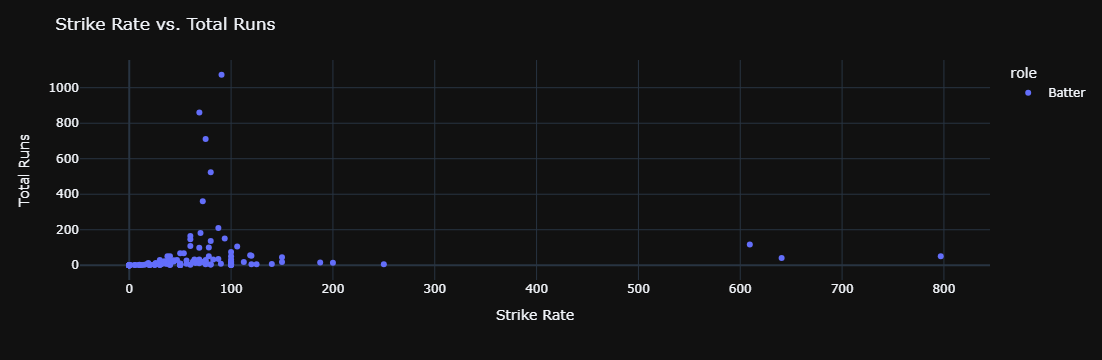 Strike Rate vs. Total Runs
role
Batter
Total Runs
1000
800
600
400
200
0
0 100 200 300 400 500 600 700 800
Strike Rate